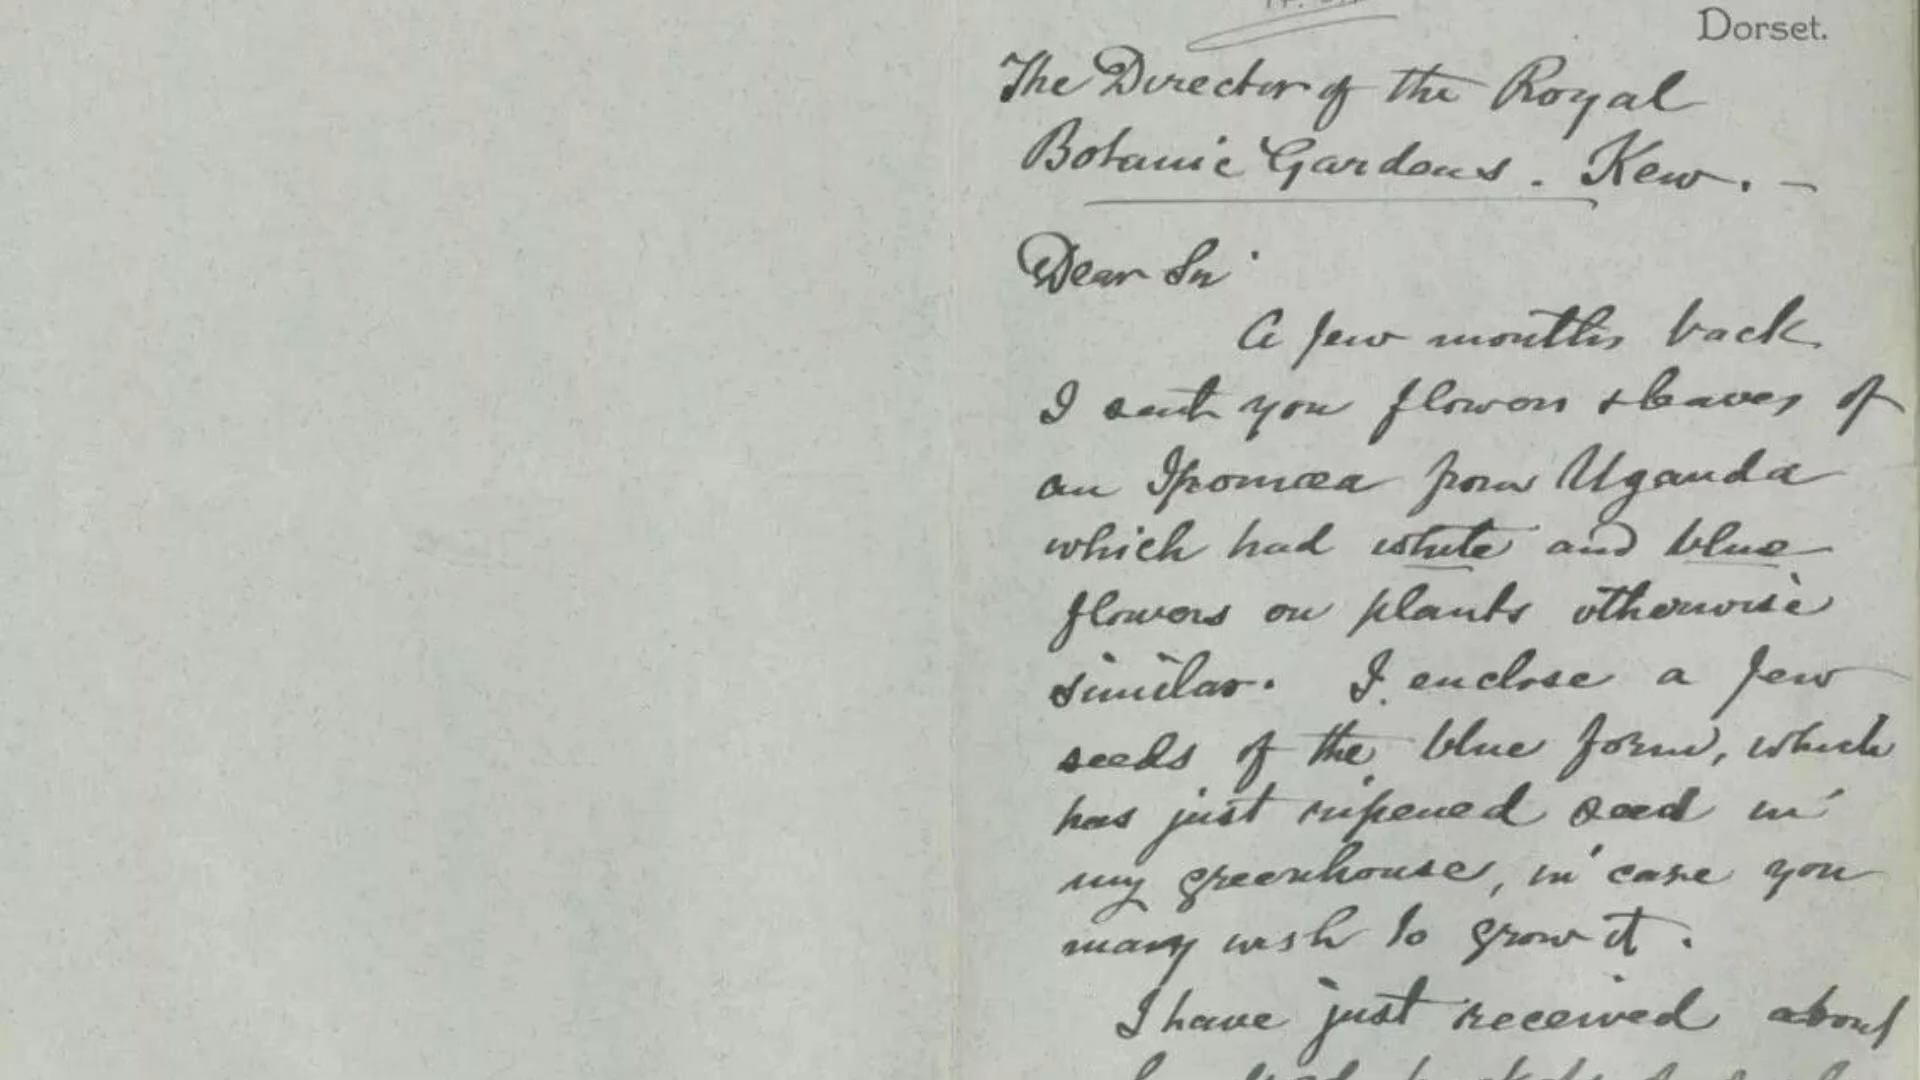 Dorset.
The Director of the Royal
Botanic Gardens. Kew. -
Dear Sir
A few months back
I sent you flowers & leaves of
an Ipomœa from Uganda
which had white and blue
flowers on plants otherwise
similar. I enclose a few
seeds of the blue form, which
has just ripened seed in
my greenhouse, in case you
may wish to grow it.
I have just received about